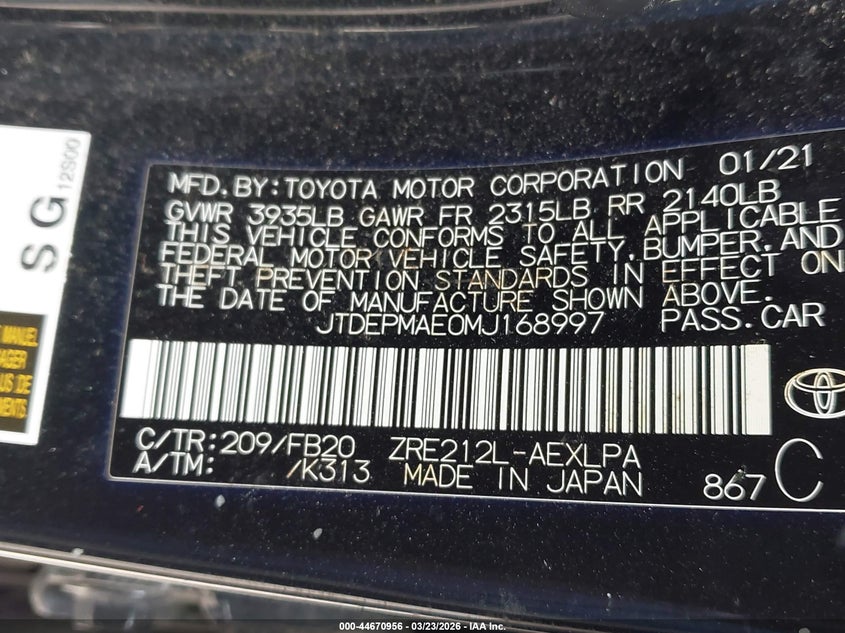 SG
12S00
MANUEL
MFD. BY: TOYOTA MOTOR CORPORATION 01/21
GVWR 3935LB GAWR FR 2315LB RR 2140LB
THIS VEHICLE CONFORMS TO ALL APPLICABLE
FEDERAL MOTOR VEHICLE SAFETY, BUMPER, AND
THEFT PREVENTION STANDARDS IN EFFECT ON
THE DATE OF MANUFACTURE SHOWN ABOVE.
JTDEPMAE0MJ168997 PASS. CAR
C/TR: 209/FB20 ZRE212L-AEXLPA
A/TM: /K313 MADE IN JAPAN 867 C
000-44670956 - 03/23/2026 - IAA Inc.